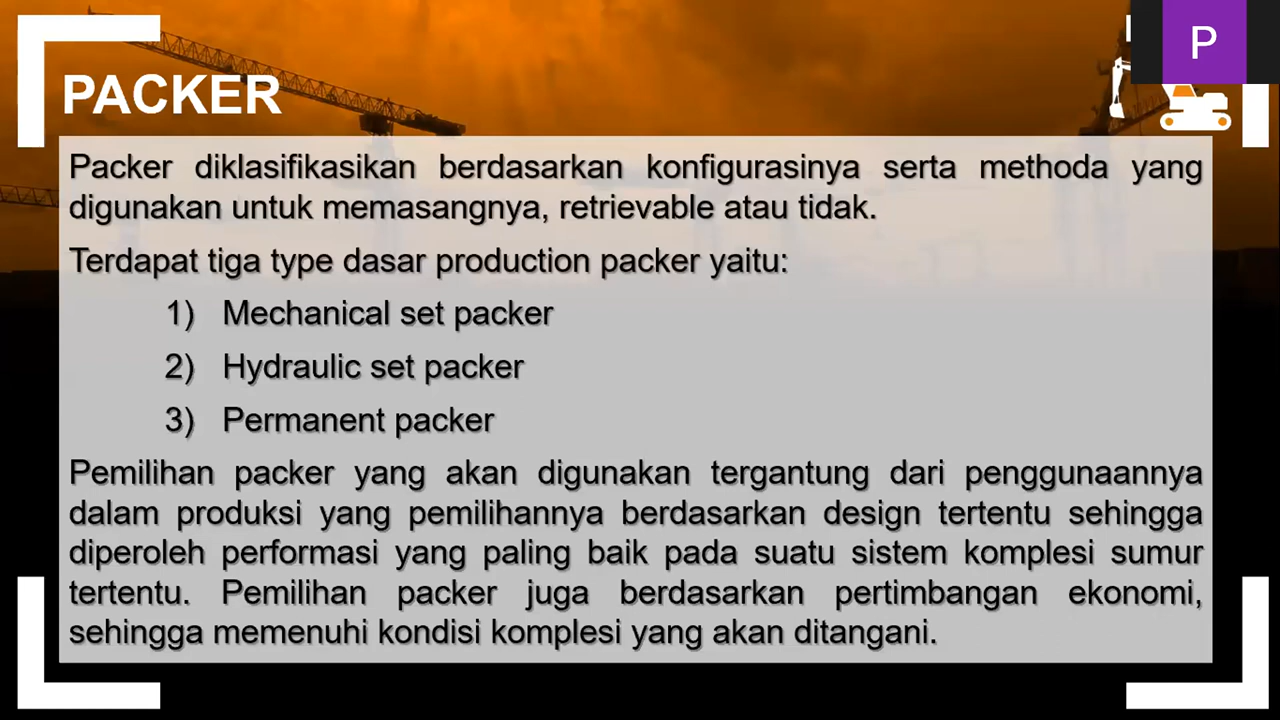 P
PACKER
Packer diklasifikasikan berdasarkan konfigurasinya serta methoda yang
digunakan untuk memasangnya, retrievable atau tidak.
Terdapat tiga type dasar production packer yaitu:
1) Mechanical set packer
2) Hydraulic set packer
3) Permanent packer
Pemilihan packer yang akan digunakan tergantung dari penggunaannya
dalam produksi yang pemilihannya berdasarkan design tertentu sehingga
diperoleh performasi yang paling baik pada suatu sistem komplesi sumur
tertentu. Pemilihan packer juga berdasarkan pertimbangan ekonomi,
sehingga memenuhi kondisi komplesi yang akan ditangani.